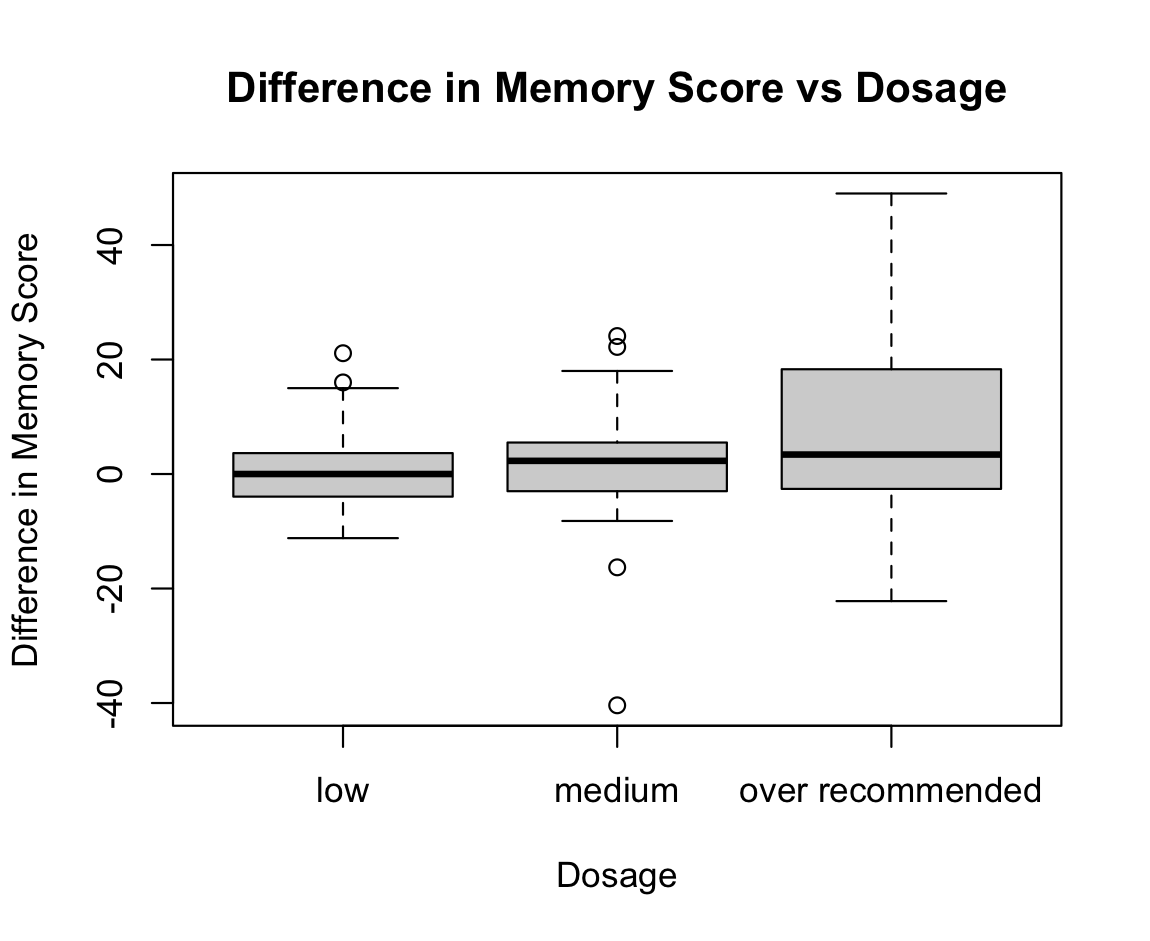 Difference in Memory Score vs Dosage
Difference in Memory Score
40
20
0
-20
-40
low medium over recommended
Dosage